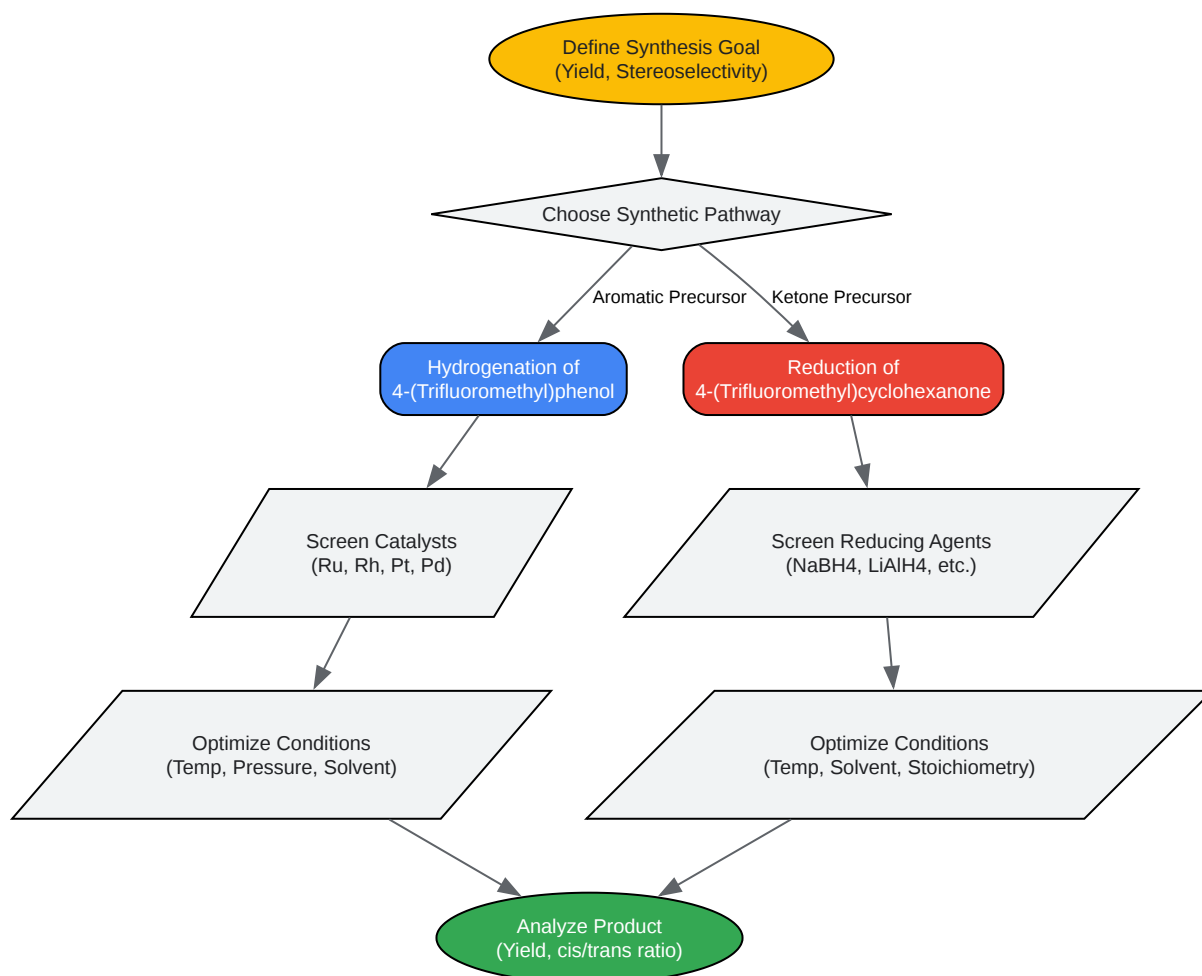 Define Synthesis Goal
(Yield, Stereoselectivity)
Choose Synthetic Pathway
Aromatic Precursor
Ketone Precursor
Hydrogenation of
4-(Trifluoromethyl)phenol
Reduction of
4-(Trifluoromethyl)cyclohexanone
Screen Catalysts
(Ru, Rh, Pt, Pd)
Screen Reducing Agents
(NaBH4, LiAlH4, etc.)
Optimize Conditions
(Temp, Pressure, Solvent)
Optimize Conditions
(Temp, Solvent, Stoichiometry)
Analyze Product
(Yield, cis/trans ratio)